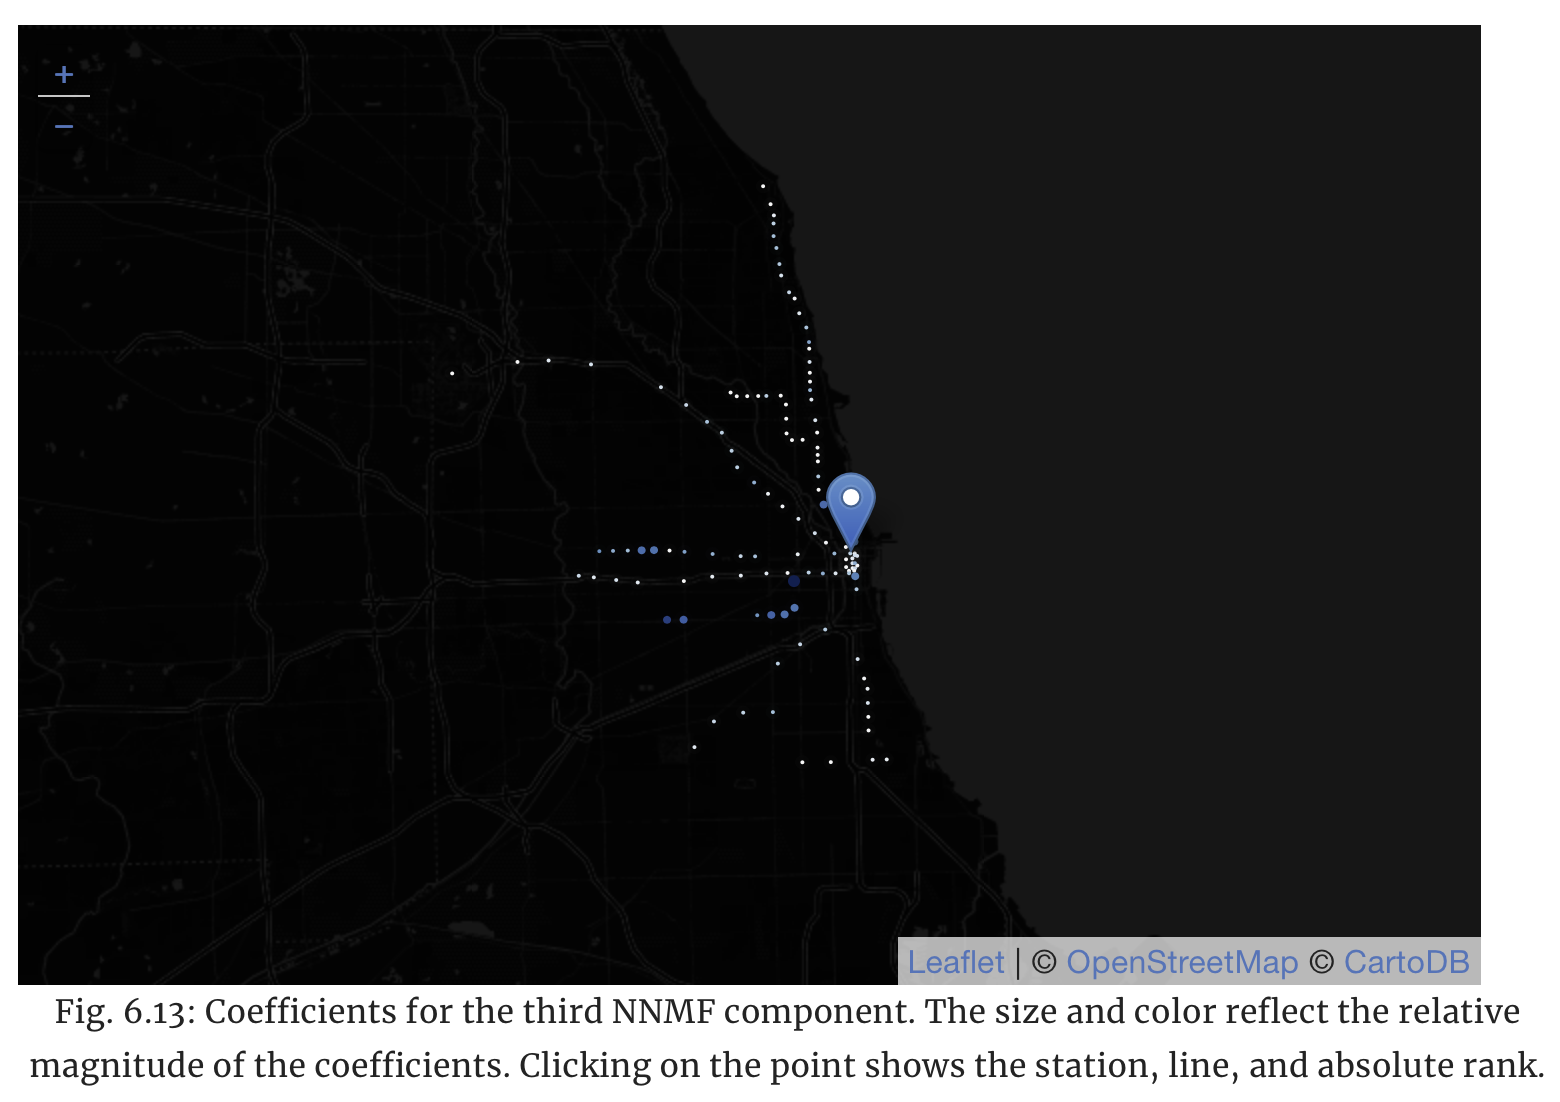 +
−
Leaflet | © OpenStreetMap © CartoDB
Fig. 6.13: Coefficients for the third NNMF component. The size and color reflect the relative
magnitude of the coefficients. Clicking on the point shows the station, line, and absolute rank.